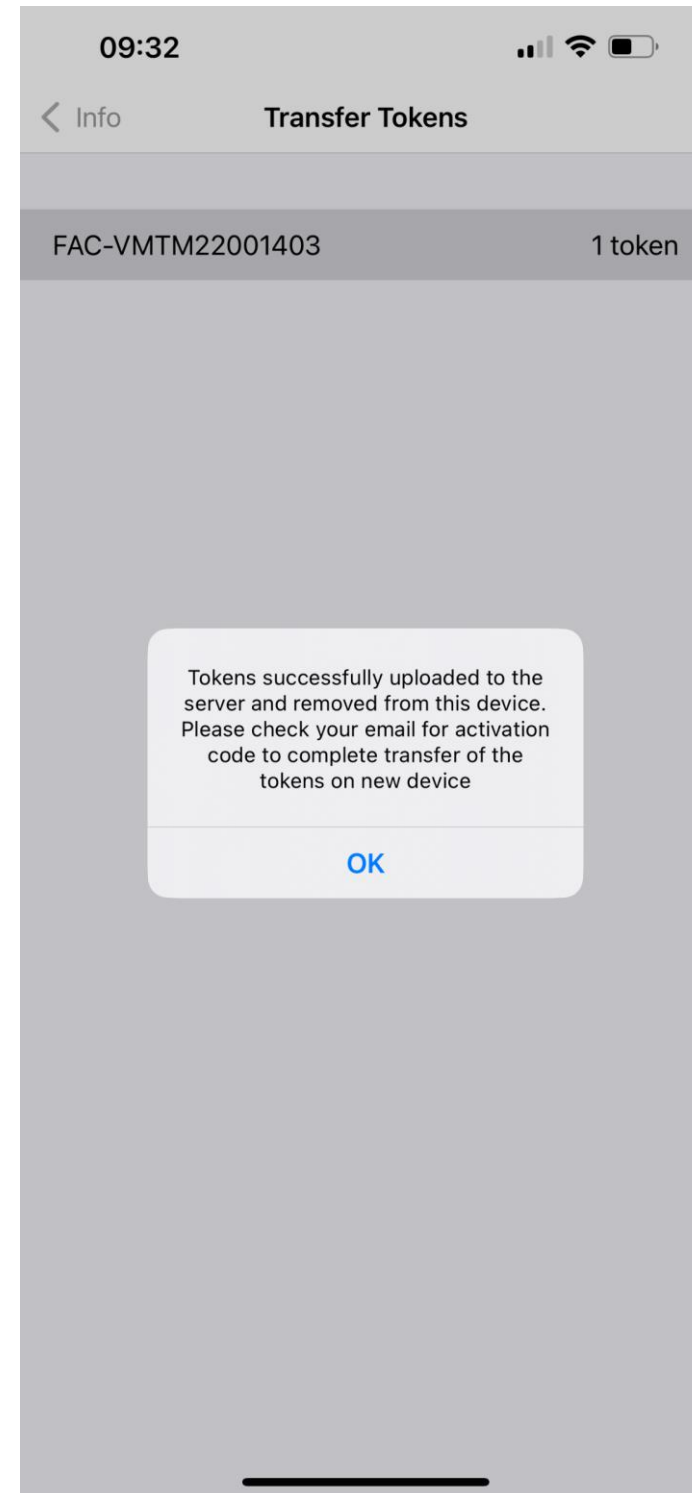 09:32
Info
Transfer Tokens
FAC-VMTM22001403 1 token
Tokens successfully uploaded to the
server and removed from this device.
Please check your email for activation
code to complete transfer of the
tokens on new device
OK